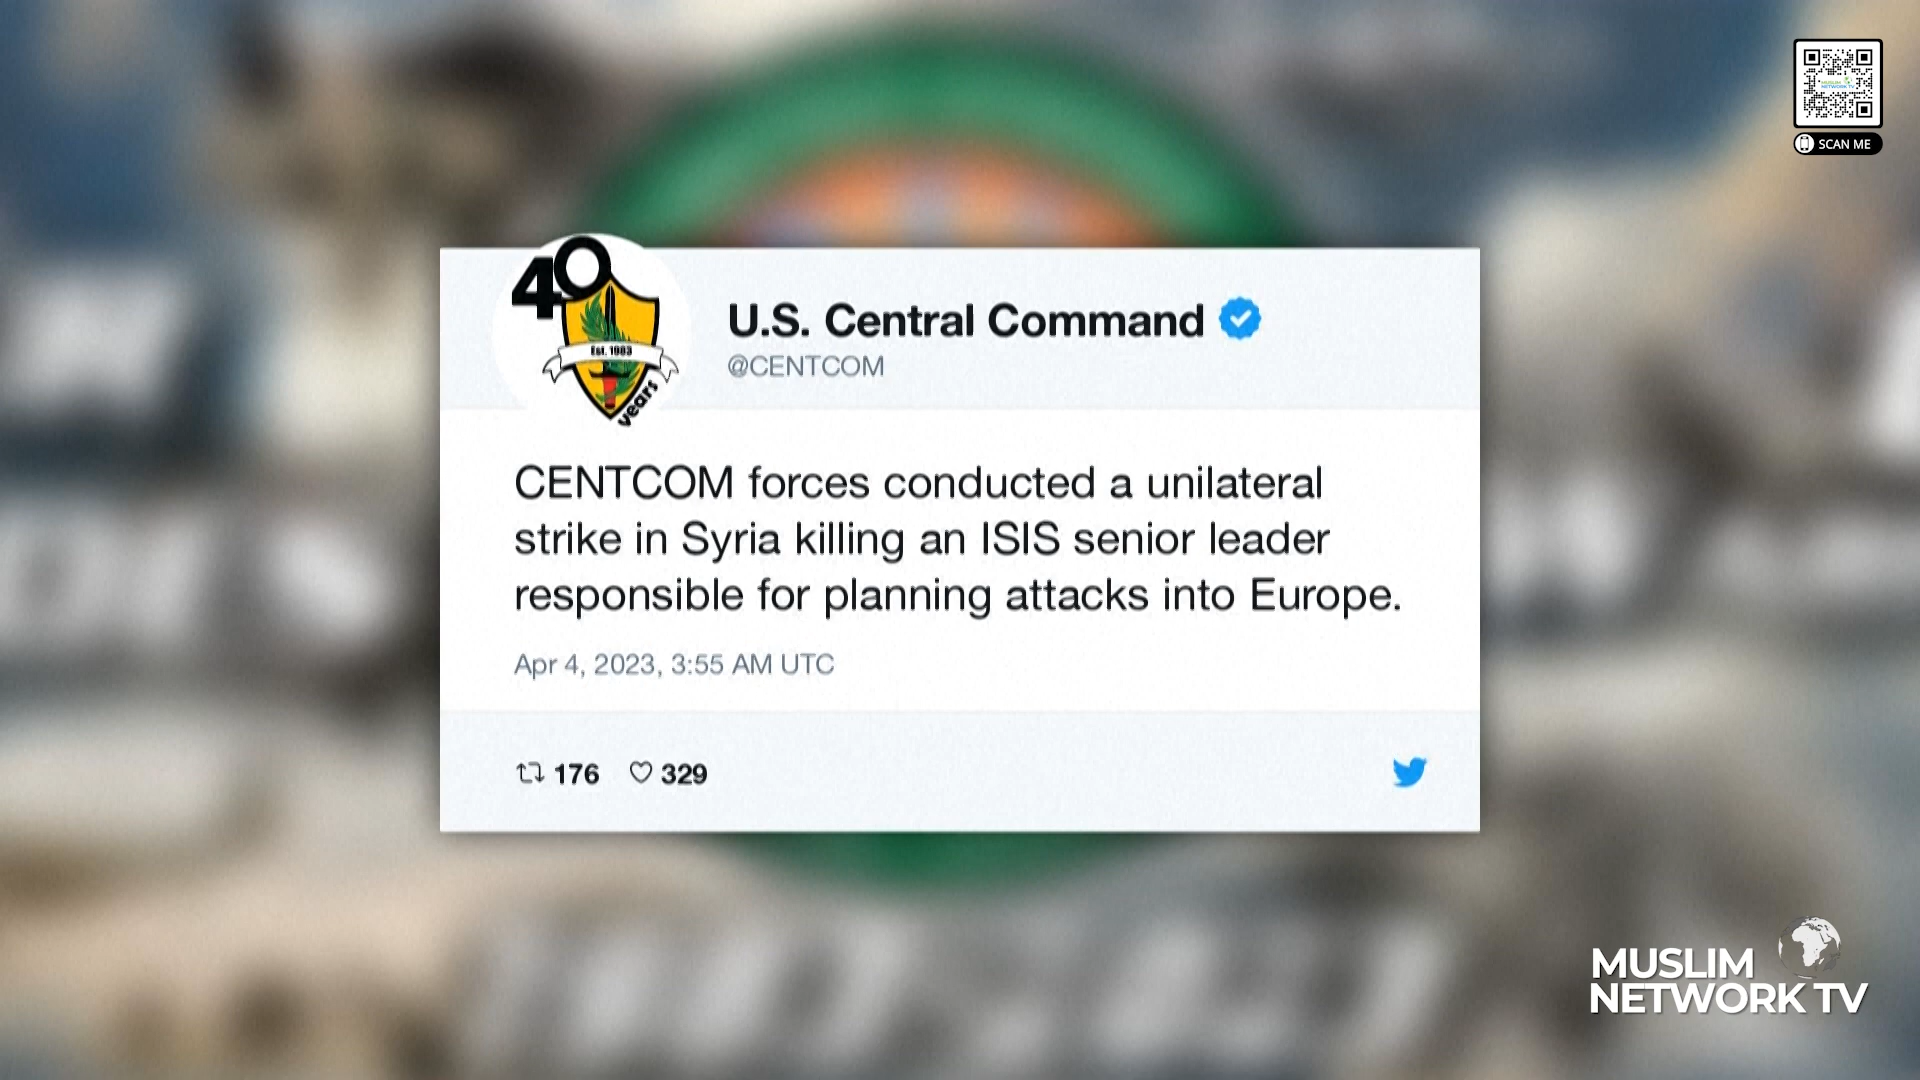 SCAN ME
40
Est. 1983
years
U.S. Central Command
@CENTCOM
CENTCOM forces conducted a unilateral
strike in Syria killing an ISIS senior leader
responsible for planning attacks into Europe.
Apr 4, 2023, 3:55 AM UTC
176 329
MUSLIM
NETWORK TV